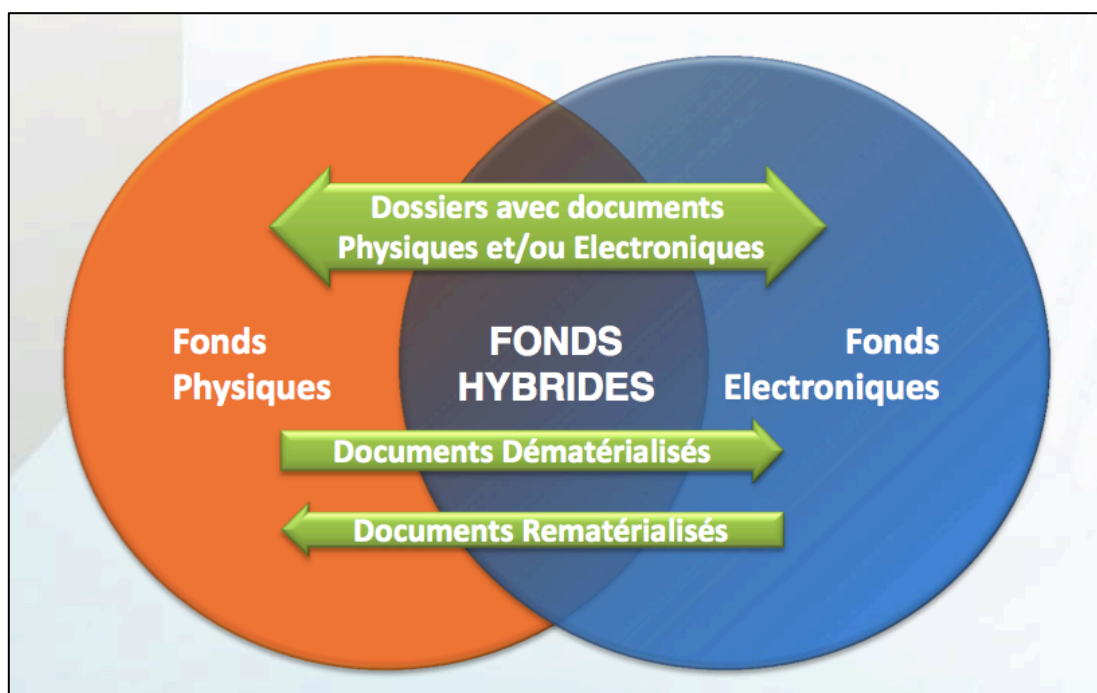 Dossiers avec documents
Physiques et/ou Electroniques
Fonds
Physiques
FONDS
HYBRIDES
Fonds
Electroniques
Documents Dématérialisés
Documents Rematérialisés